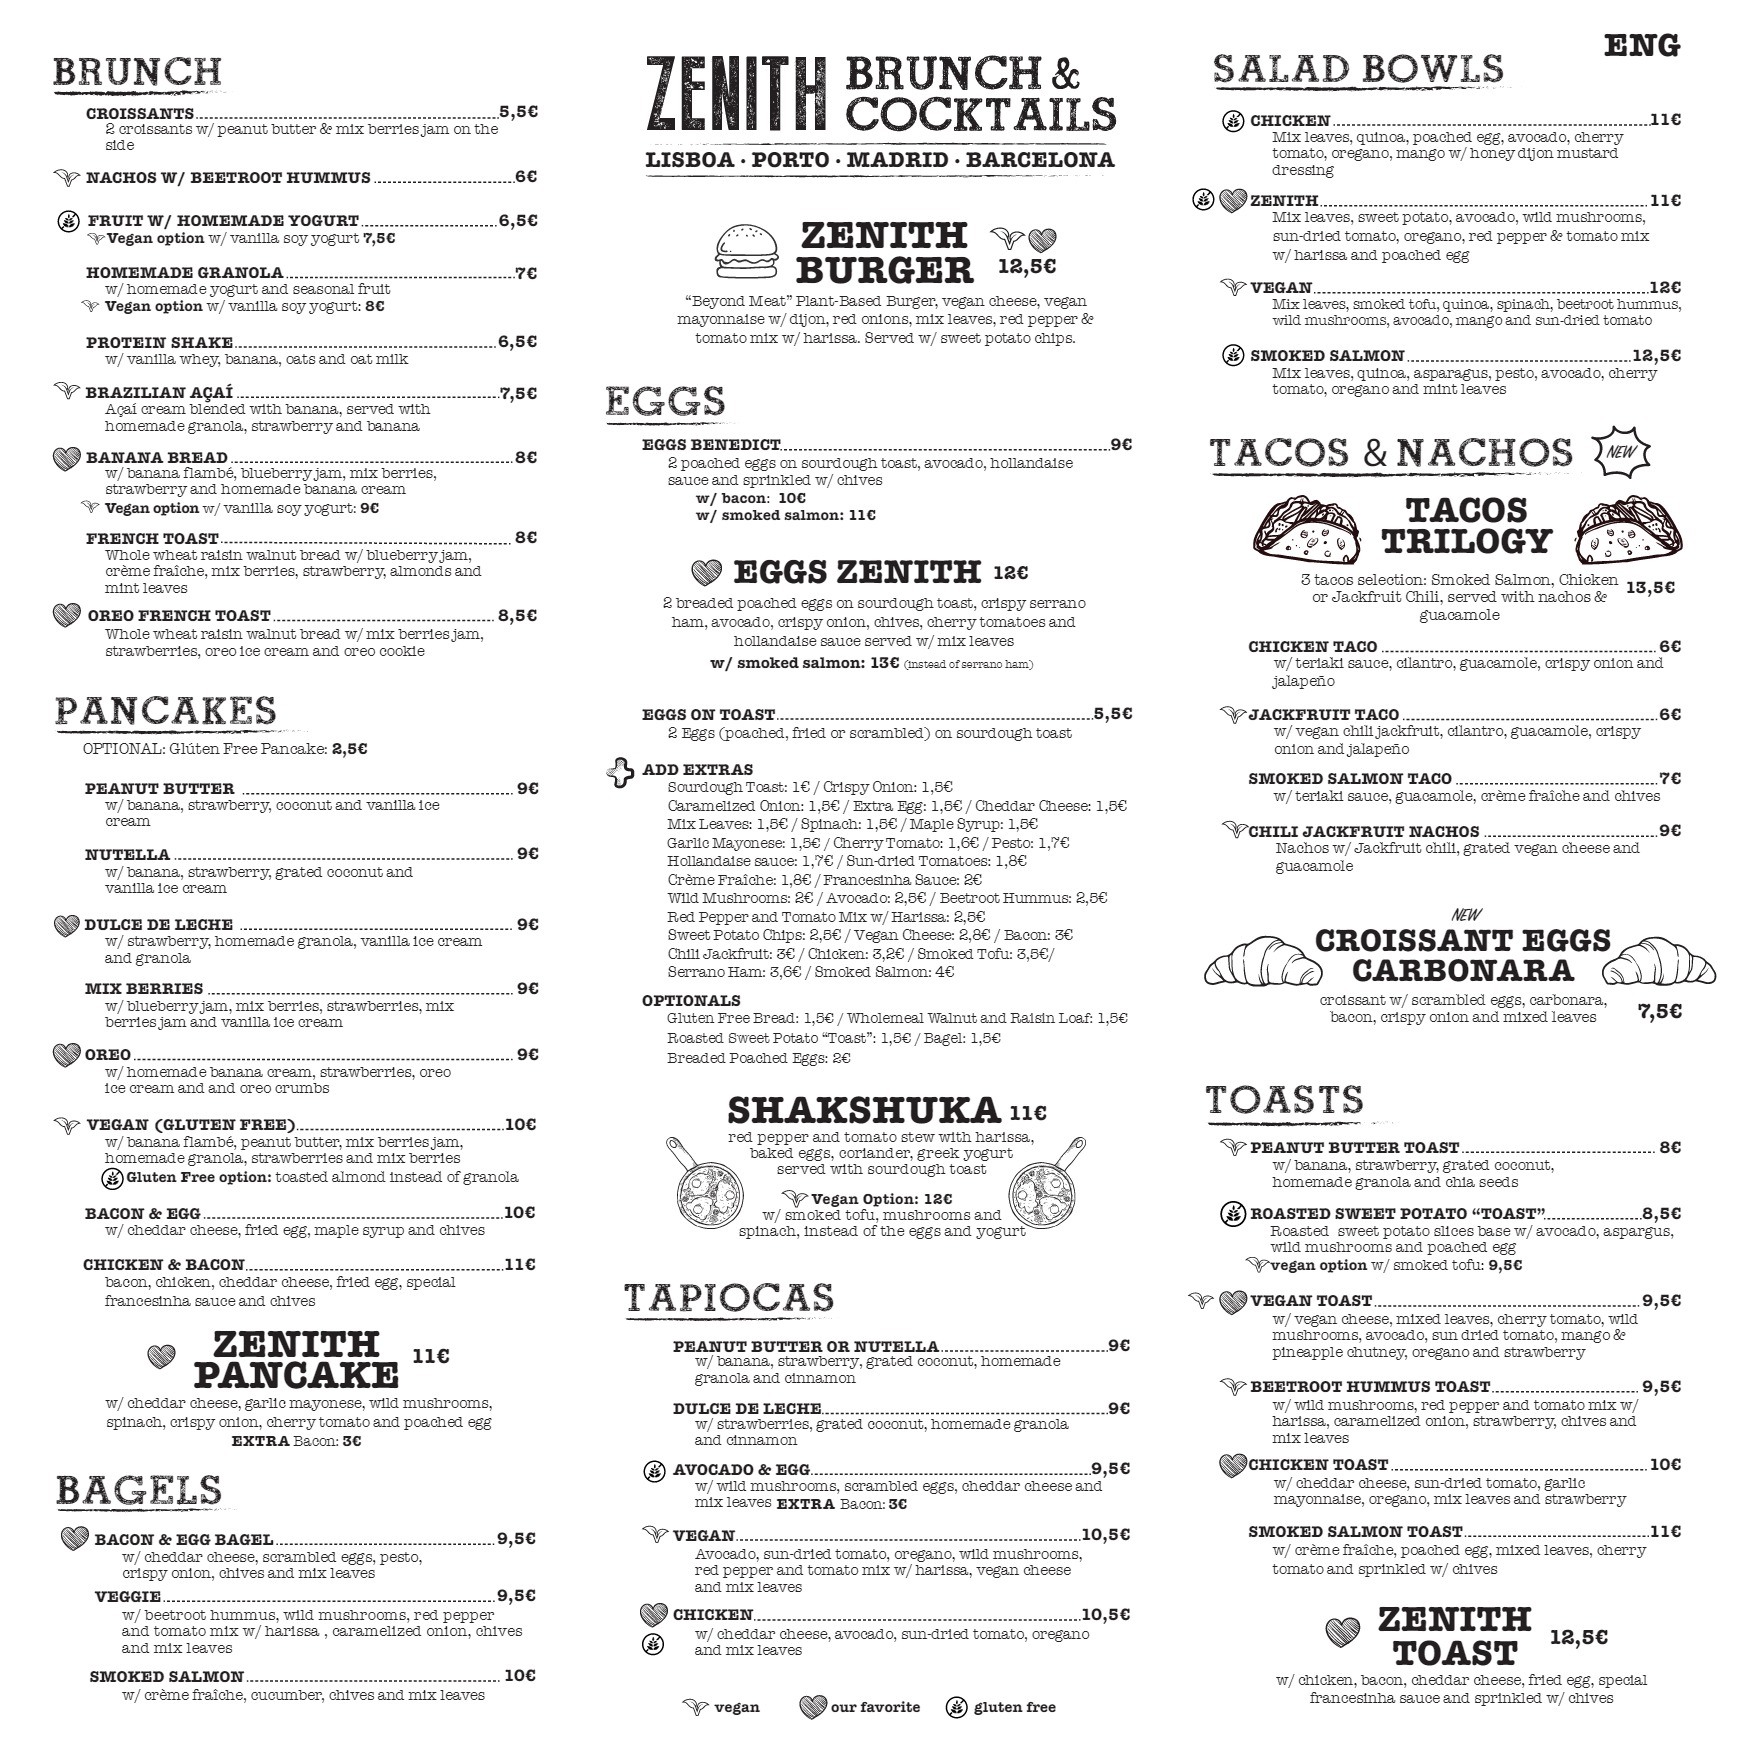 BRUNCH
CROISSANTS 5,5€
2 croissants w/ peanut butter & mix berries jam on the
side
NACHOS W/ BEETROOT HUMMUS 6€
FRUIT W/ HOMEMADE YOGURT 6,5€
Vegan option w/ vanilla soy yogurt 7,5€
HOMEMADE GRANOLA 7€
w/ homemade yogurt and seasonal fruit
Vegan option w/ vanilla soy yogurt: 8€
PROTEIN SHAKE 6,5€
w/ vanilla whey, banana, oats and oat milk
BRAZILIAN AÇAÍ 7,5€
Açaí cream blended with banana, served with
homemade granola, strawberry and banana
BANANA BREAD 8€
w/ banana flambé, blueberry jam, mix berries,
strawberry and homemade banana cream
Vegan option w/ vanilla soy yogurt: 9€
FRENCH TOAST 8€
Whole wheat raisin walnut bread w/ blueberry jam,
crème fraîche, mix berries, strawberry, almonds and
mint leaves
OREO FRENCH TOAST 8,5€
Whole wheat raisin walnut bread w/ mix berries jam,
strawberries, oreo ice cream and oreo cookie
PANCAKES
OPTIONAL: Glúten Free Pancake: 2,5€
PEANUT BUTTER 9€
w/ banana, strawberry, coconut and vanilla ice
cream
NUTELLA 9€
w/ banana, strawberry, grated coconut and
vanilla ice cream
DULCE DE LECHE 9€
w/ strawberry, homemade granola, vanilla ice cream
and granola
MIX BERRIES 9€
w/ blueberry jam, mix berries, strawberries, mix
berries jam and vanilla ice cream
OREO 9€
w/ homemade banana cream, strawberries, oreo
ice cream and and oreo crumbs
VEGAN (GLUTEN FREE) 10€
w/ banana flambé, peanut butter, mix berries jam,
homemade granola, strawberries and mix berries
Gluten Free option: toasted almond instead of granola
BACON & EGG 10€
w/ cheddar cheese, fried egg, maple syrup and chives
CHICKEN & BACON 11€
bacon, chicken, cheddar cheese, fried egg, special
francesinha sauce and chives
ZENITH
PANCAKE 11€
w/ cheddar cheese, garlic mayonese, wild mushrooms,
spinach, crispy onion, cherry tomato and poached egg
EXTRA Bacon: 3€
BAGELS
BACON & EGG BAGEL 9,5€
w/ cheddar cheese, scrambled eggs, pesto,
crispy onion, chives and mix leaves
VEGGIE 9,5€
w/ beetroot hummus, wild mushrooms, red pepper
and tomato mix w/ harissa , caramelized onion, chives
and mix leaves
SMOKED SALMON 10€
w/ crème fraîche, cucumber, chives and mix leaves
ZENITH BRUNCH &
COCKTAILS
LISBOA · PORTO · MADRID · BARCELONA
ZENITH
BURGER 12,5€
“Beyond Meat” Plant-Based Burger, vegan cheese, vegan
mayonnaise w/ dijon, red onions, mix leaves, red pepper &
tomato mix w/ harissa. Served w/ sweet potato chips.
EGGS
EGGS BENEDICT 9€
2 poached eggs on sourdough toast, avocado, hollandaise
sauce and sprinkled w/ chives
w/ bacon: 10€
w/ smoked salmon: 11€
EGGS ZENITH 12€
2 breaded poached eggs on sourdough toast, crispy serrano
ham, avocado, crispy onion, chives, cherry tomatoes and
hollandaise sauce served w/ mix leaves
w/ smoked salmon: 13€ (instead of serrano ham)
EGGS ON TOAST 5,5€
2 Eggs (poached, fried or scrambled) on sourdough toast
ADD EXTRAS
Sourdough Toast: 1€ / Crispy Onion: 1,5€
Caramelized Onion: 1,5€ / Extra Egg: 1,5€ / Cheddar Cheese: 1,5€
Mix Leaves: 1,5€ / Spinach: 1,5€ / Maple Syrup: 1,5€
Garlic Mayonese: 1,5€ / Cherry Tomato: 1,6€ / Pesto: 1,7€
Hollandaise sauce: 1,7€ / Sun-dried Tomatoes: 1,8€
Crème Fraîche: 1,8€ / Francesinha Sauce: 2€
Wild Mushrooms: 2€ / Avocado: 2,5€ / Beetroot Hummus: 2,5€
Red Pepper and Tomato Mix w/ Harissa: 2,5€
Sweet Potato Chips: 2,5€ / Vegan Cheese: 2,8€ / Bacon: 3€
Chili Jackfruit: 3€ / Chicken: 3,2€ / Smoked Tofu: 3,5€/
Serrano Ham: 3,6€ / Smoked Salmon: 4€
OPTIONALS
Gluten Free Bread: 1,5€ / Wholemeal Walnut and Raisin Loaf: 1,5€
Roasted Sweet Potato “Toast”: 1,5€ / Bagel: 1,5€
Breaded Poached Eggs: 2€
SHAKSHUKA 11€
red pepper and tomato stew with harissa,
baked eggs, coriander, greek yogurt
served with sourdough toast
Vegan Option: 12€
w/ smoked tofu, mushrooms and
spinach, instead of the eggs and yogurt
TAPIOCAS
PEANUT BUTTER OR NUTELLA 9€
w/ banana, strawberry, grated coconut, homemade
granola and cinnamon
DULCE DE LECHE 9€
w/ strawberries, grated coconut, homemade granola
and cinnamon
AVOCADO & EGG 9,5€
w/ wild mushrooms, scrambled eggs, cheddar cheese and
mix leaves EXTRA Bacon: 3€
VEGAN 10,5€
Avocado, sun-dried tomato, oregano, wild mushrooms,
red pepper and tomato mix w/ harissa, vegan cheese
and mix leaves
CHICKEN 10,5€
w/ cheddar cheese, avocado, sun-dried tomato, oregano
and mix leaves
vegan our favorite gluten free
ENG
SALAD BOWLS
CHICKEN 11€
Mix leaves, quinoa, poached egg, avocado, cherry
tomato, oregano, mango w/ honey dijon mustard
dressing
ZENITH 11€
Mix leaves, sweet potato, avocado, wild mushrooms,
sun-dried tomato, oregano, red pepper & tomato mix
w/ harissa and poached egg
VEGAN 12€
Mix leaves, smoked tofu, quinoa, spinach, beetroot hummus,
wild mushrooms, avocado, mango and sun-dried tomato
SMOKED SALMON 12,5€
Mix leaves, quinoa, asparagus, pesto, avocado, cherry
tomato, oregano and mint leaves
TACOS & NACHOS NEW
TACOS
TRILOGY
3 tacos selection: Smoked Salmon, Chicken 13,5€
or Jackfruit Chili, served with nachos &
guacamole
CHICKEN TACO 6€
w/ teriaki sauce, cilantro, guacamole, crispy onion and
jalapeño
JACKFRUIT TACO 6€
w/ vegan chili jackfruit, cilantro, guacamole, crispy
onion and jalapeño
SMOKED SALMON TACO 7€
w/ teriaki sauce, guacamole, crème fraîche and chives
CHILI JACKFRUIT NACHOS 9€
Nachos w/ Jackfruit chili, grated vegan cheese and
guacamole
NEW
CROISSANT EGGS
CARBONARA
croissant w/ scrambled eggs, carbonara,
bacon, crispy onion and mixed leaves 7,5€
TOASTS
PEANUT BUTTER TOAST 8€
w/ banana, strawberry, grated coconut,
homemade granola and chia seeds
ROASTED SWEET POTATO “TOAST” 8,5€
Roasted sweet potato slices base w/ avocado, aspargus,
wild mushrooms and poached egg
vegan option w/ smoked tofu: 9,5€
VEGAN TOAST 9,5€
w/ vegan cheese, mixed leaves, cherry tomato, wild
mushrooms, avocado, sun dried tomato, mango &
pineapple chutney, oregano and strawberry
BEETROOT HUMMUS TOAST 9,5€
w/ wild mushrooms, red pepper and tomato mix w/
harissa, caramelized onion, strawberry, chives and
mix leaves
CHICKEN TOAST 10€
w/ cheddar cheese, sun-dried tomato, garlic
mayonnaise, oregano, mix leaves and strawberry
SMOKED SALMON TOAST 11€
w/ crème fraîche, poached egg, mixed leaves, cherry
tomato and sprinkled w/ chives
ZENITH
TOAST 12,5€
w/ chicken, bacon, cheddar cheese, fried egg, special
francesinha sauce and sprinkled w/ chives